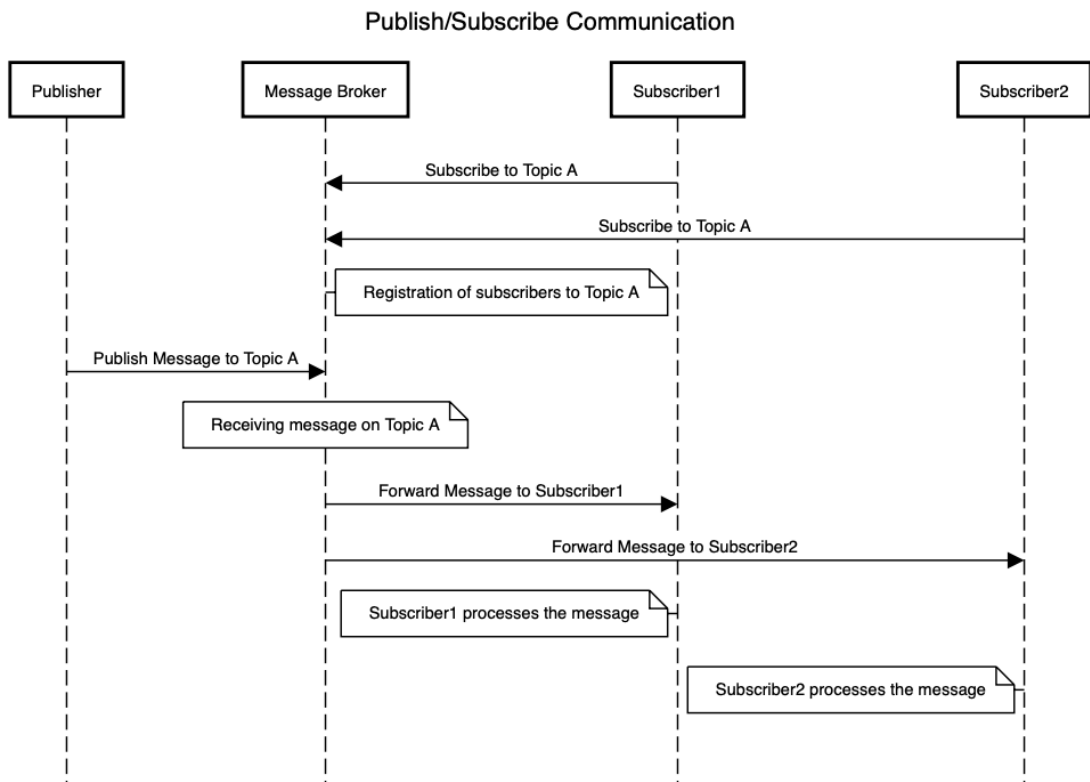 Publish/Subscribe Communication
Publisher
Message Broker
Subscriber1
Subscriber2
Subscribe to Topic A
Subscribe to Topic A
Registration of subscribers to Topic A
Publish Message to Topic A
Receiving message on Topic A
Forward Message to Subscriber1
Forward Message to Subscriber2
Subscriber1 processes the message
Subscriber2 processes the message